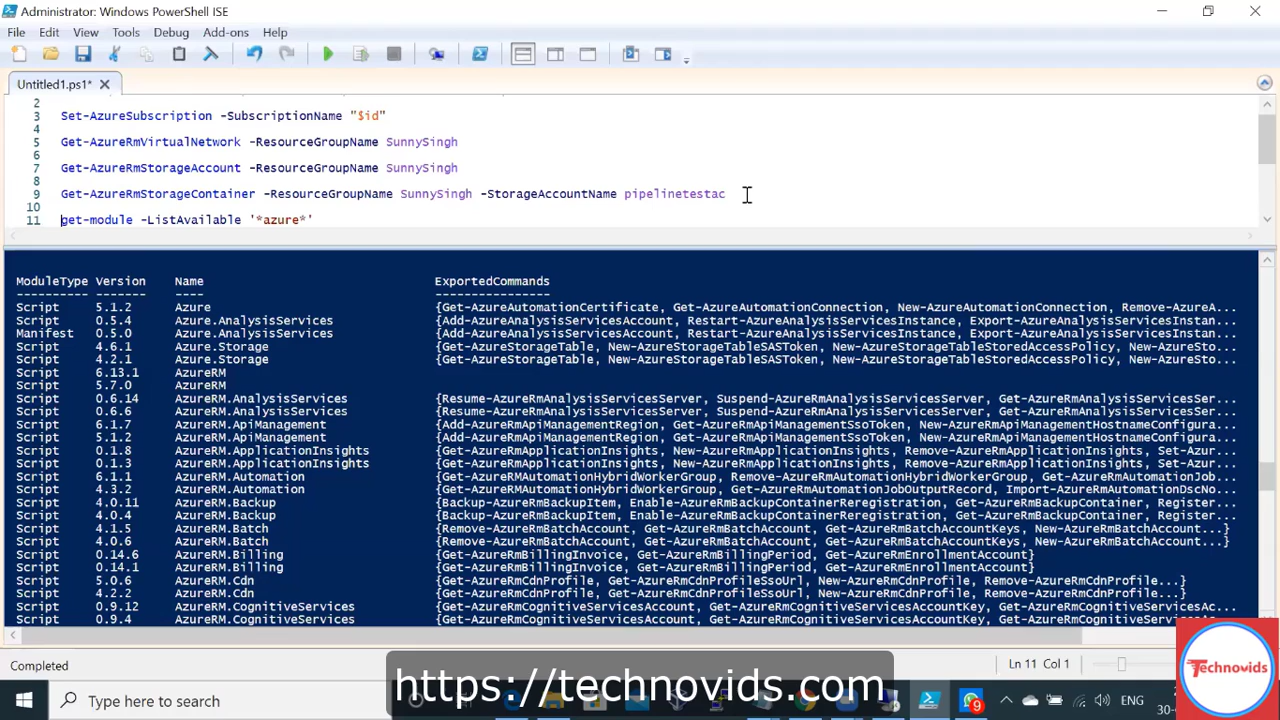 Administrator: Windows PowerShell ISE
File Edit View Tools Debug Add-ons Help
Untitled1.ps1*
2
3 Set-AzureSubscription -SubscriptionName "$id"
4
5 Get-AzureRmVirtualNetwork -ResourceGroupName SunnySingh
6
7 Get-AzureRmStorageAccount -ResourceGroupName SunnySingh
8
9 Get-AzureRmStorageContainer -ResourceGroupName SunnySingh -StorageAccountName pipelinetestac
10
11 get-module -ListAvailable '*azure*'
ModuleType Version Name ExportedCommands
---------- ------- ---- ----------------
Script 5.1.2 Azure {Get-AzureAutomationCertificate, Get-AzureAutomationConnection, New-AzureAutomationConnection, Remove-AzureA...
Script 0.5.4 Azure.AnalysisServices {Add-AzureAnalysisServicesAccount, Restart-AzureAnalysisServicesInstance, Export-AzureAnalysisServicesInstan...
Manifest 0.5.0 Azure.AnalysisServices {Add-AzureAnalysisServicesAccount, Restart-AzureAnalysisServicesInstance, Export-AzureAnalysisServicesInstan...
Script 4.6.1 Azure.Storage {Get-AzureStorageTable, New-AzureStorageTableSASToken, New-AzureStorageTableStoredAccessPolicy, New-AzureSto...
Script 4.2.1 Azure.Storage {Get-AzureStorageTable, New-AzureStorageTableSASToken, New-AzureStorageTableStoredAccessPolicy, New-AzureSto...
Script 6.13.1 AzureRM
Script 5.7.0 AzureRM
Script 0.6.14 AzureRM.AnalysisServices {Resume-AzureRmAnalysisServicesServer, Suspend-AzureRmAnalysisServicesServer, Get-AzureRmAnalysisServicesSer...
Script 0.6.6 AzureRM.AnalysisServices {Resume-AzureRmAnalysisServicesServer, Suspend-AzureRmAnalysisServicesServer, Get-AzureRmAnalysisServicesSer...
Script 6.1.7 AzureRM.ApiManagement {Add-AzureRmApiManagementRegion, Get-AzureRmApiManagementSsoToken, New-AzureRmApiManagementHostnameConfigura...
Script 5.1.2 AzureRM.ApiManagement {Add-AzureRmApiManagementRegion, Get-AzureRmApiManagementSsoToken, New-AzureRmApiManagementHostnameConfigura...
Script 0.1.8 AzureRM.ApplicationInsights {Get-AzureRmApplicationInsights, New-AzureRmApplicationInsights, Remove-AzureRmApplicationInsights, Set-Azur...
Script 0.1.3 AzureRM.ApplicationInsights {Get-AzureRmApplicationInsights, New-AzureRmApplicationInsights, Remove-AzureRmApplicationInsights, Set-Azur...
Script 6.1.1 AzureRM.Automation {Get-AzureRMAutomationHybridWorkerGroup, Remove-AzureRmAutomationHybridWorkerGroup, Get-AzureRmAutomationJob...
Script 4.3.2 AzureRM.Automation {Get-AzureRMAutomationHybridWorkerGroup, Get-AzureRmAutomationJobOutputRecord, Import-AzureRmAutomationDscNo...
Script 4.0.11 AzureRM.Backup {Backup-AzureRmBackupItem, Enable-AzureRmBackupContainerReregistration, Get-AzureRmBackupContainer, Register...
Script 4.0.4 AzureRM.Backup {Backup-AzureRmBackupItem, Enable-AzureRmBackupContainerReregistration, Get-AzureRmBackupContainer, Register...
Script 4.1.5 AzureRM.Batch {Remove-AzureRmBatchAccount, Get-AzureRmBatchAccount, Get-AzureRmBatchAccountKeys, New-AzureRmBatchAccount...}
Script 4.0.6 AzureRM.Batch {Remove-AzureRmBatchAccount, Get-AzureRmBatchAccount, Get-AzureRmBatchAccountKeys, New-AzureRmBatchAccount...}
Script 0.14.6 AzureRM.Billing {Get-AzureRmBillingInvoice, Get-AzureRmBillingPeriod, Get-AzureRmEnrollmentAccount}
Script 0.14.1 AzureRM.Billing {Get-AzureRmBillingInvoice, Get-AzureRmBillingPeriod, Get-AzureRmEnrollmentAccount}
Script 5.0.6 AzureRM.Cdn {Get-AzureRmCdnProfile, Get-AzureRmCdnProfileSsoUrl, New-AzureRmCdnProfile, Remove-AzureRmCdnProfile...}
Script 4.2.2 AzureRM.Cdn {Get-AzureRmCdnProfile, Get-AzureRmCdnProfileSsoUrl, New-AzureRmCdnProfile, Remove-AzureRmCdnProfile...}
Script 0.9.12 AzureRM.CognitiveServices {Get-AzureRmCognitiveServicesAccount, Get-AzureRmCognitiveServicesAccountKey, Get-AzureRmCognitiveServicesAc...
Script 0.9.4 AzureRM.CognitiveServices {Get-AzureRmCognitiveServicesAccount, Get-AzureRmCognitiveServicesAccountKey, Get-AzureRmCognitiveServicesAc...
Completed Ln 11 Col 1
https://technovids.com
Technovids
Type here to search
9
ENG